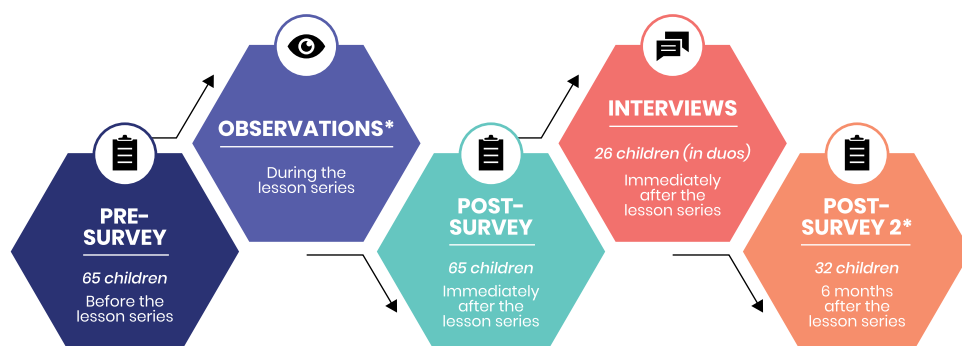 PRE-
SURVEY
65 children
Before the
lesson series
OBSERVATIONS*
During the
lesson series
POST-
SURVEY
65 children
Immediately
after the
lesson series
INTERVIEWS
26 children (in duos)
Immediately
after the
lesson series
POST-
SURVEY 2*
32 children
6 months
after the
lesson series